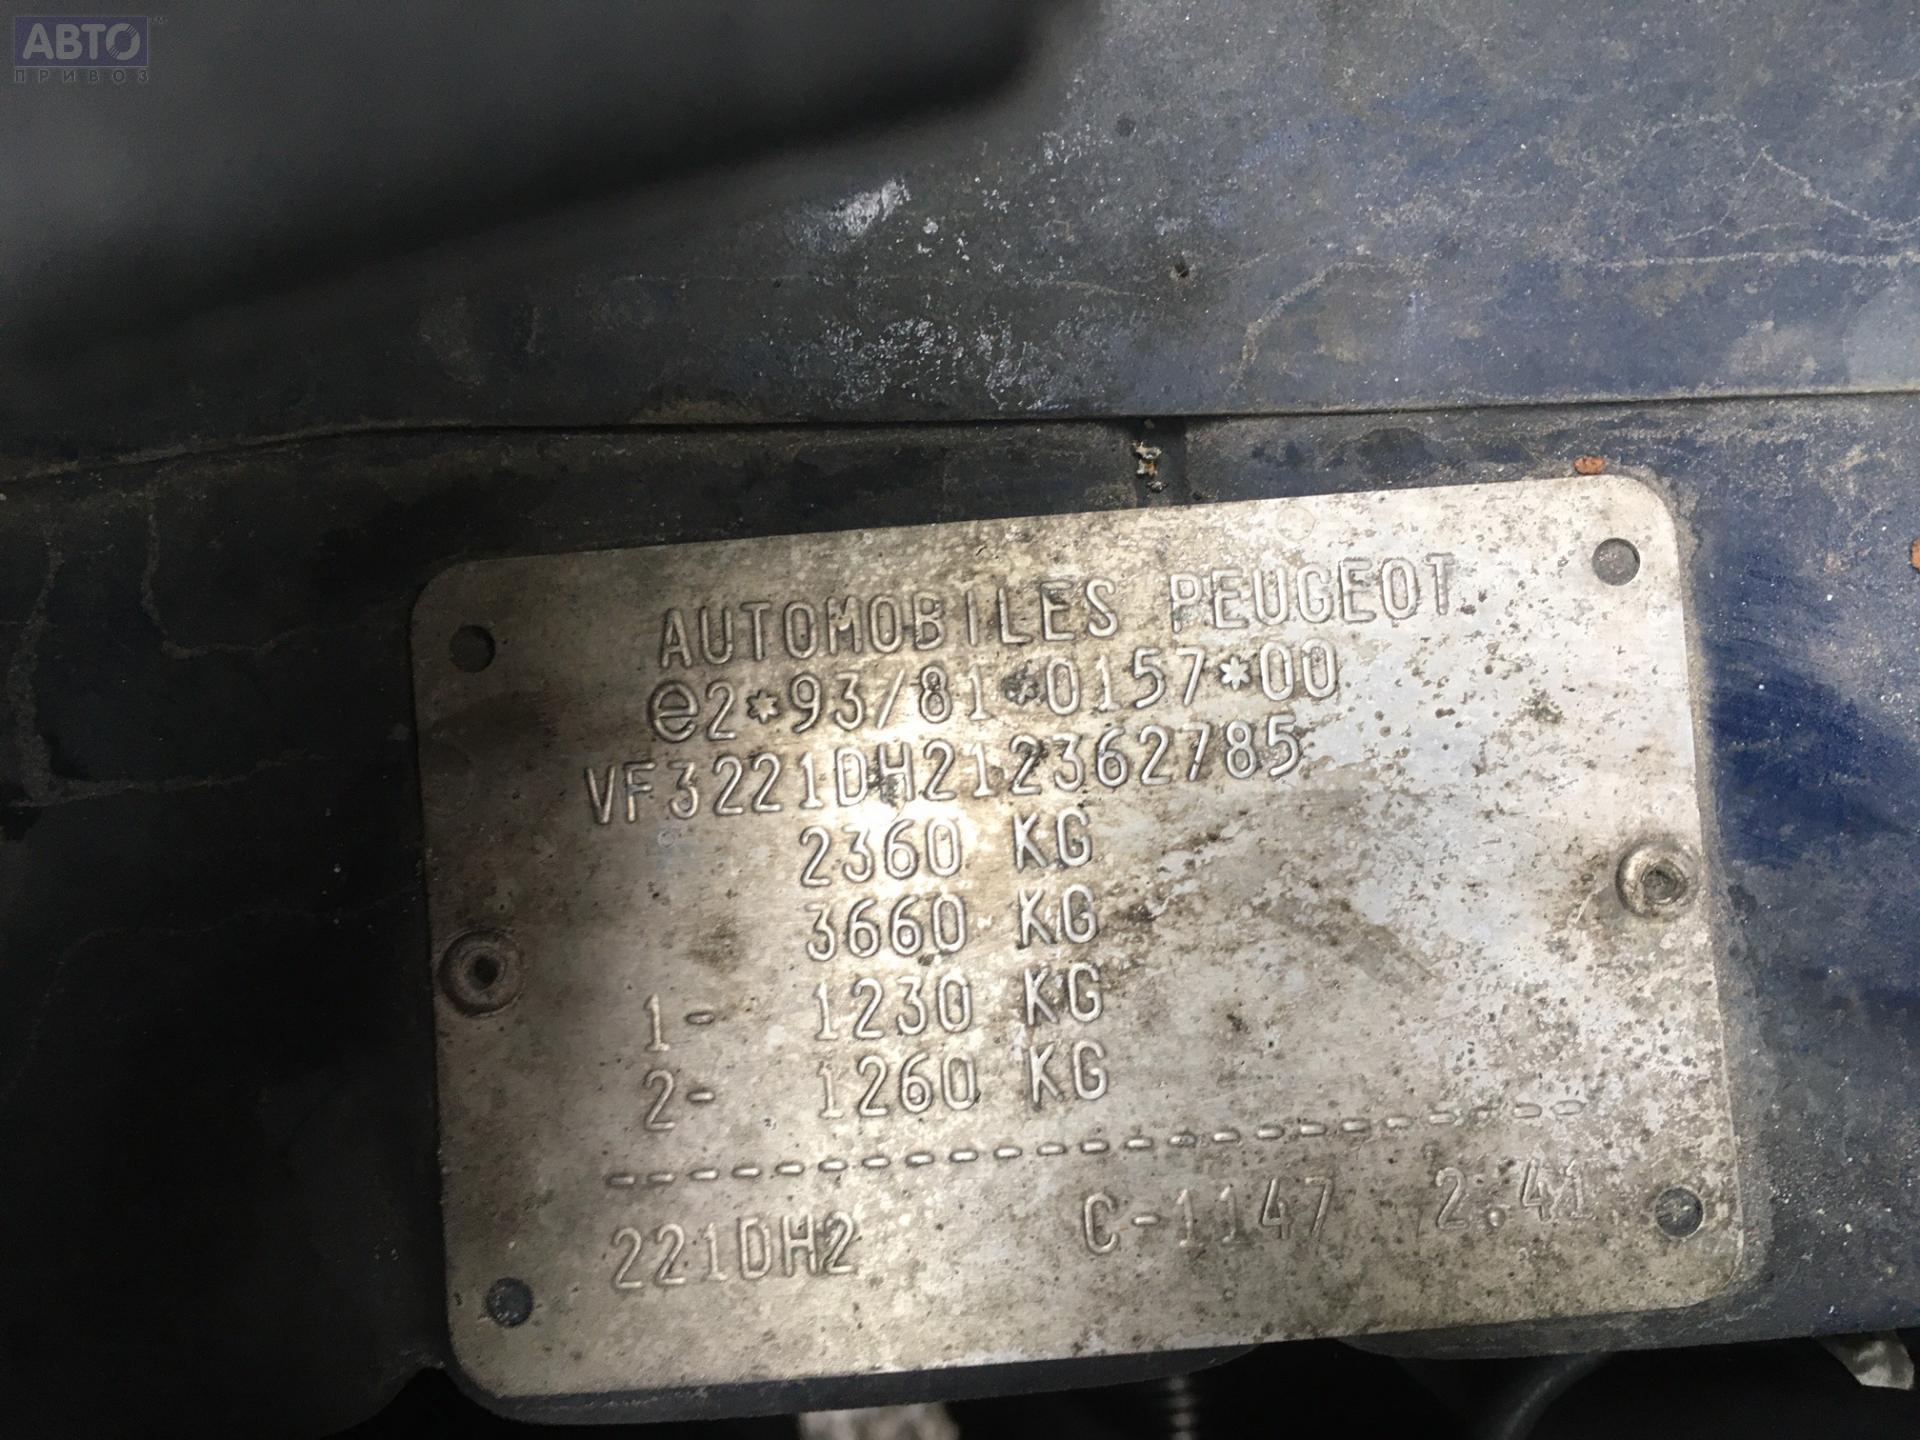 АВТО™
ПРИВОЗ
AUTOMOBILES PEUGEOT
e2*93/81*0157*00
VF3221DH212362785
2360 KG
3660 KG
1- 1230 KG
2- 1260 KG
-----------------------
221DH2 C-1147 2.41